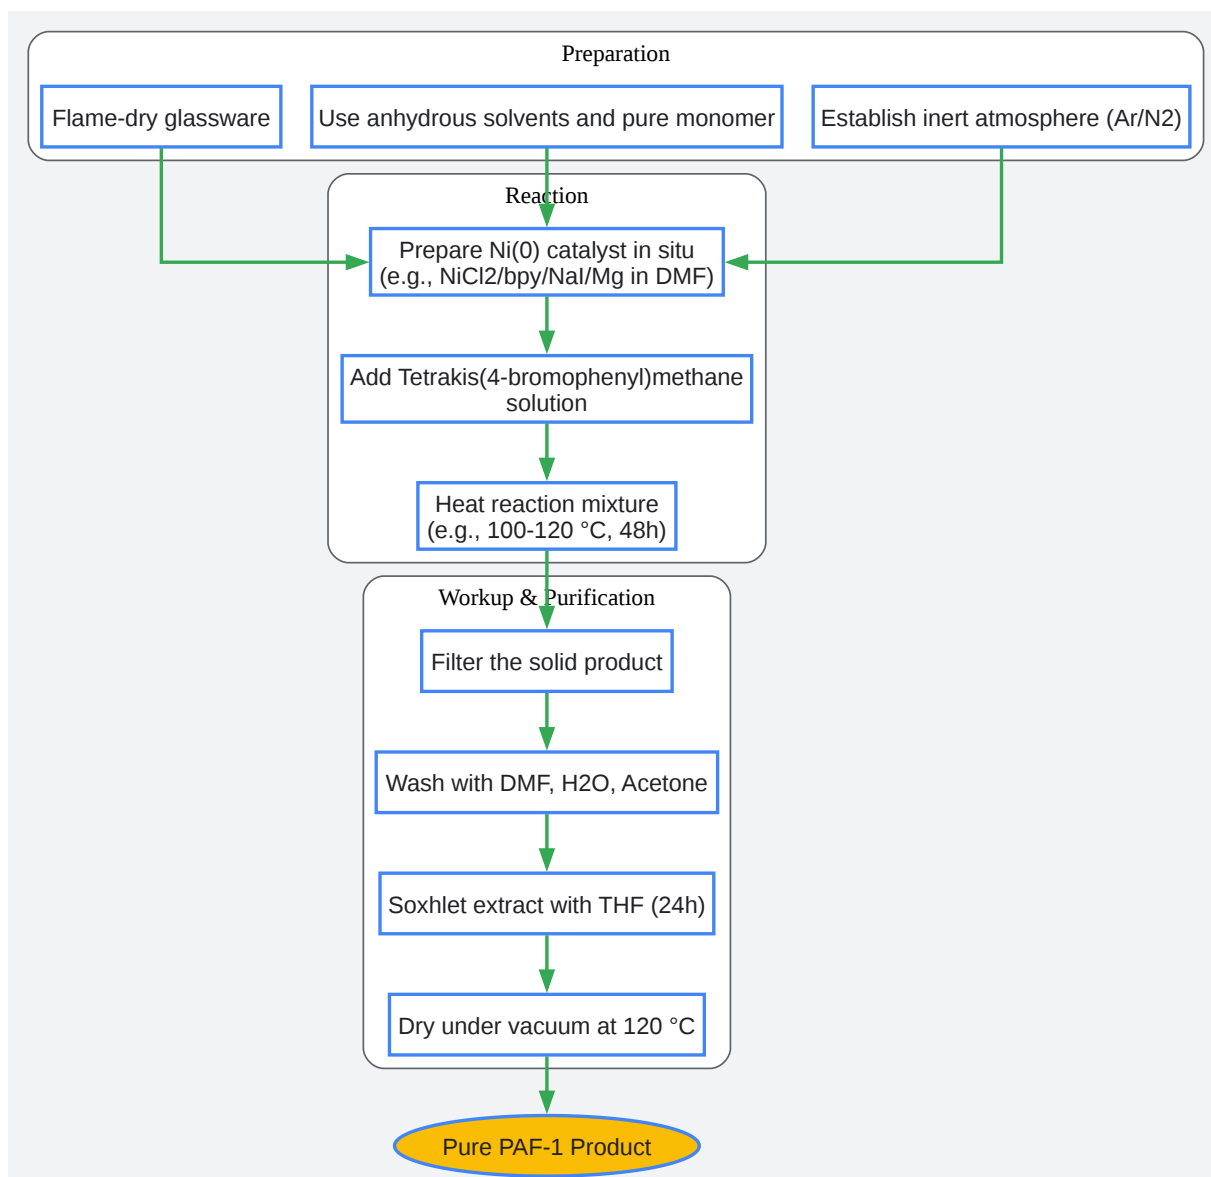 Preparation
Flame-dry glassware
Use anhydrous solvents and pure monomer
Establish inert atmosphere (Ar/N2)
Reaction
Prepare Ni(0) catalyst in situ
(e.g., NiCl2/bpy/NaI/Mg in DMF)
Add Tetrakis(4-bromophenyl)methane
solution
Heat reaction mixture
(e.g., 100-120 °C, 48h)
Workup & Purification
Filter the solid product
Wash with DMF, H2O, Acetone
Soxhlet extract with THF (24h)
Dry under vacuum at 120 °C
Pure PAF-1 Product